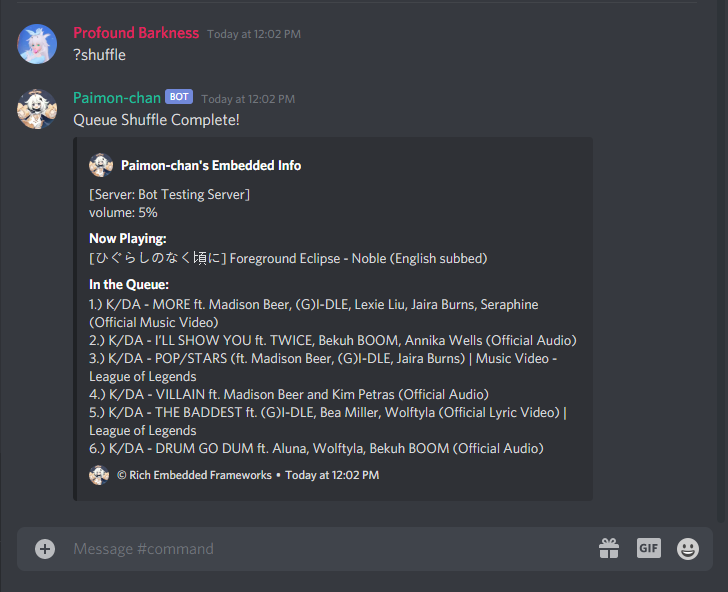 Profound Barkness Today at 12:02 PM
?shuffle
Paimon-chan BOT Today at 12:02 PM
Queue Shuffle Complete!
Paimon-chan's Embedded Info
[Server: Bot Testing Server]
volume: 5%
Now Playing:
[ひぐらしのなく頃に] Foreground Eclipse - Noble (English subbed)
In the Queue:
1.) K/DA - MORE ft. Madison Beer, (G)I-DLE, Lexie Liu, Jaira Burns, Seraphine
(Official Music Video)
2.) K/DA - I'LL SHOW YOU ft. TWICE, Bekuh BOOM, Annika Wells (Official Audio)
3.) K/DA - POP/STARS (ft. Madison Beer, (G)I-DLE, Jaira Burns) | Music Video -
League of Legends
4.) K/DA - VILLAIN ft. Madison Beer and Kim Petras (Official Audio)
5.) K/DA - THE BADDEST ft. (G)I-DLE, Bea Miller, Wolftyla (Official Lyric Video) |
League of Legends
6.) K/DA - DRUM GO DUM ft. Aluna, Wolftyla, Bekuh BOOM (Official Audio)
© Rich Embedded Frameworks • Today at 12:02 PM
Message #command
GIF